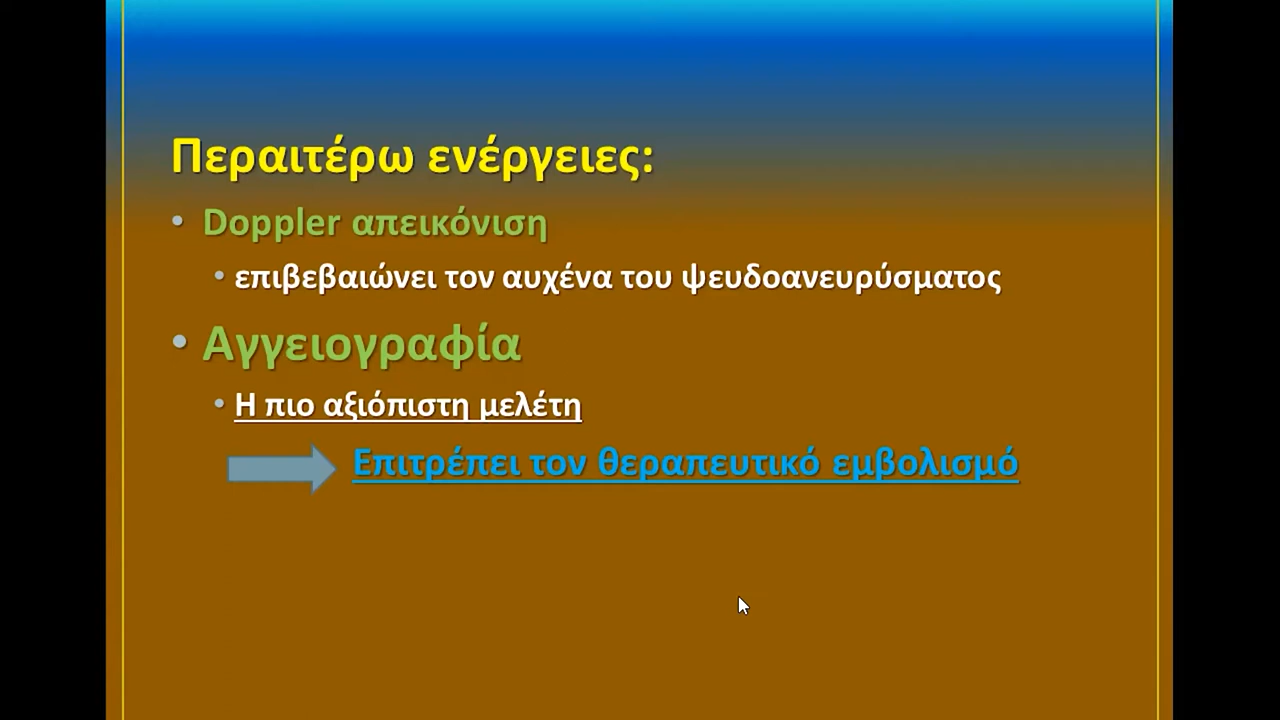 Περαιτέρω ενέργειες:
• Doppler απεικόνιση
• επιβεβαιώνει τον αυχένα του ψευδοανευρύσματος
• Αγγειογραφία
• Η πιο αξιόπιστη μελέτη
Επιτρέπει τον θεραπευτικό εμβολισμό